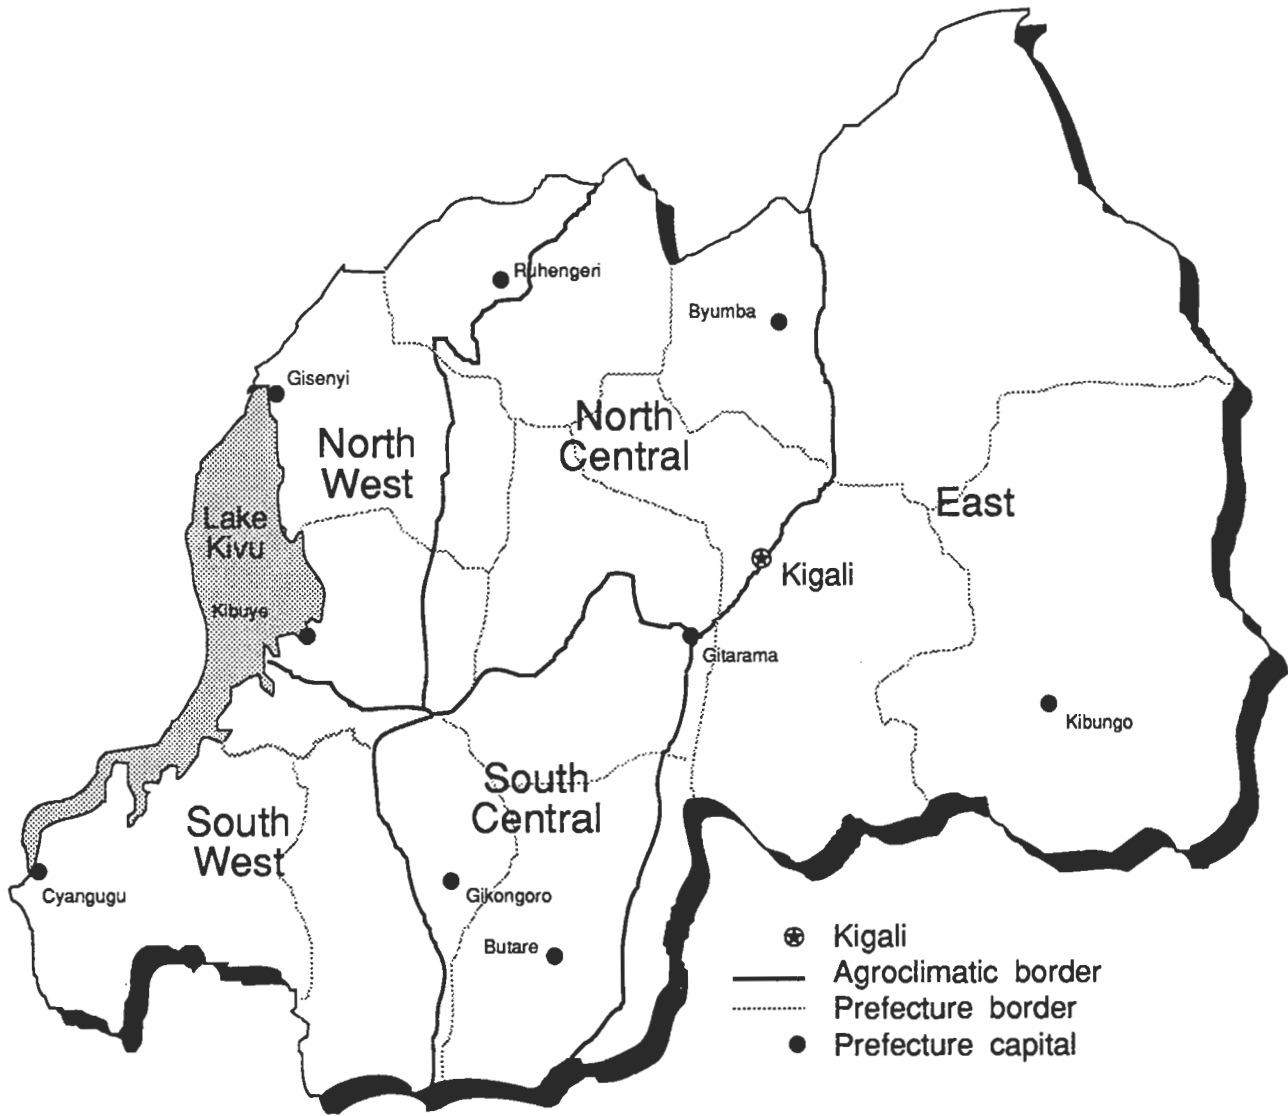 Ruhengeri
Byumba
Gisenyi
North
West
North
Central
East
Lake
Kivu
Kigali
Kibuye
Gitarama
Kibungo
South
West
South
Central
Cyangugu
Gikongoro
Butare
Kigali
Agroclimatic border
Prefecture border
Prefecture capital